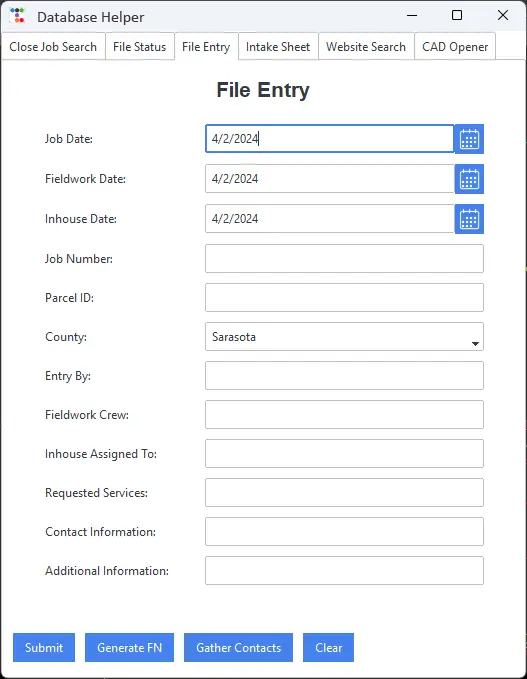 Database Helper
Close Job Search File Status File Entry Intake Sheet Website Search CAD Opener
File Entry
Job Date: 4/2/2024
Fieldwork Date: 4/2/2024
Inhouse Date: 4/2/2024
Job Number:
Parcel ID:
County: Sarasota
Entry By:
Fieldwork Crew:
Inhouse Assigned To:
Requested Services:
Contact Information:
Additional Information:
Submit Generate FN Gather Contacts Clear